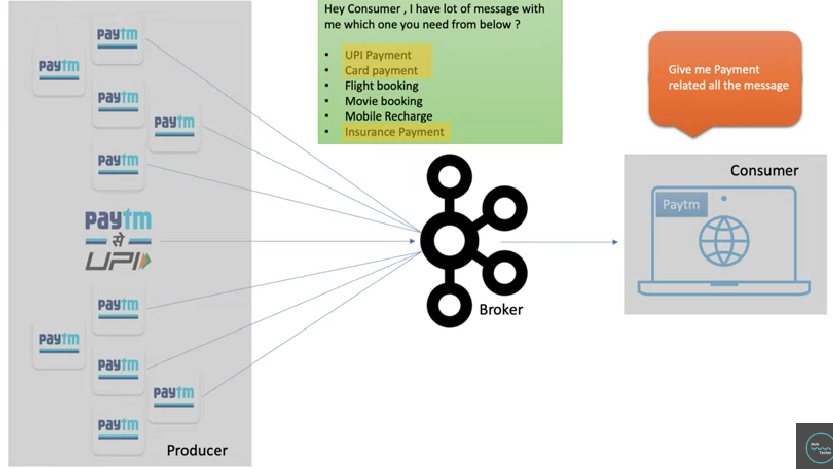 Hey Consumer , I have lot of message with
me which one you need from below ?
• UPI Payment
• Card payment
• Flight booking
• Movie booking
• Mobile Recharge
• Insurance Payment
Give me Payment
related all the message
paytm
paytm
paytm
paytm
paytm
paytm
से
UPI
paytm
paytm
paytm
paytm
paytm
Producer
Broker
Consumer
Paytm